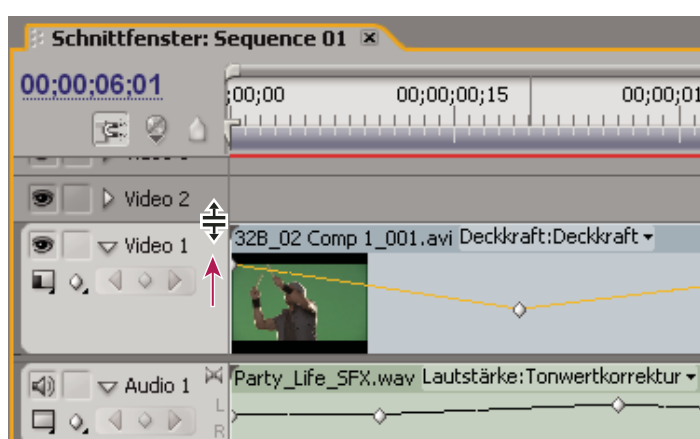 Schnittfenster: Sequence 01
00;00;06;01
;00;00 00;00;00;15 00;00;01
Video 2
Video 1
32B_02 Comp 1_001.avi Deckkraft:Deckkraft
Audio 1
Party_Life_SFX.wav Lautstärke:Tonwertkorrektur
L
R